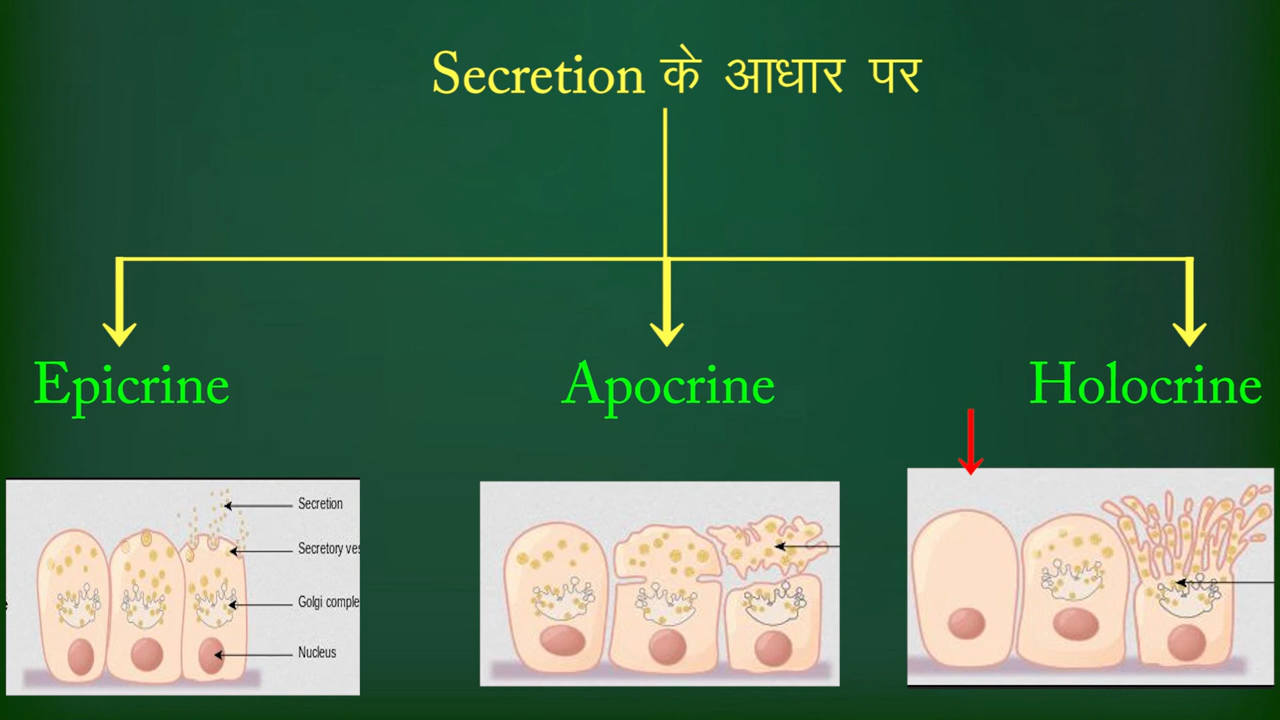 Secretion के आधार पर
Epicrine
Apocrine
Holocrine
Secretion
Secretory ves
Golgi comple
Nucleus